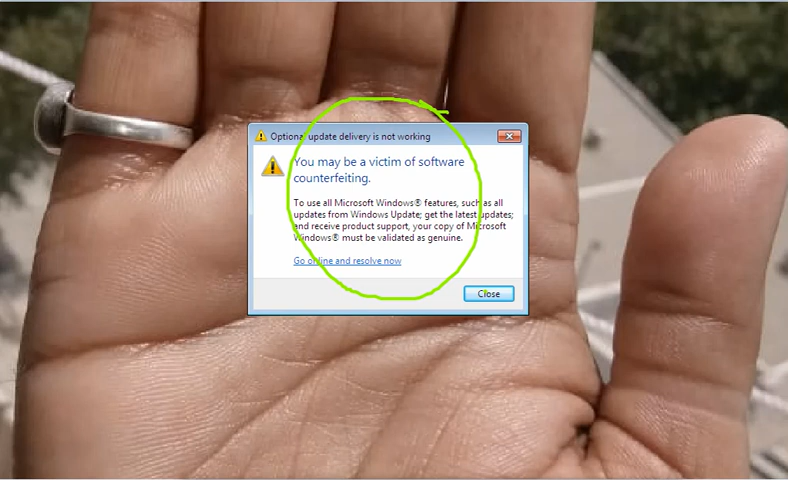 Optional update delivery is not working
You may be a victim of software
counterfeiting.
To use all Microsoft Windows® features, such as all
updates from Windows Update; get the latest updates;
and receive product support, your copy of Microsoft
Windows® must be validated as genuine.
Go online and resolve now
Close